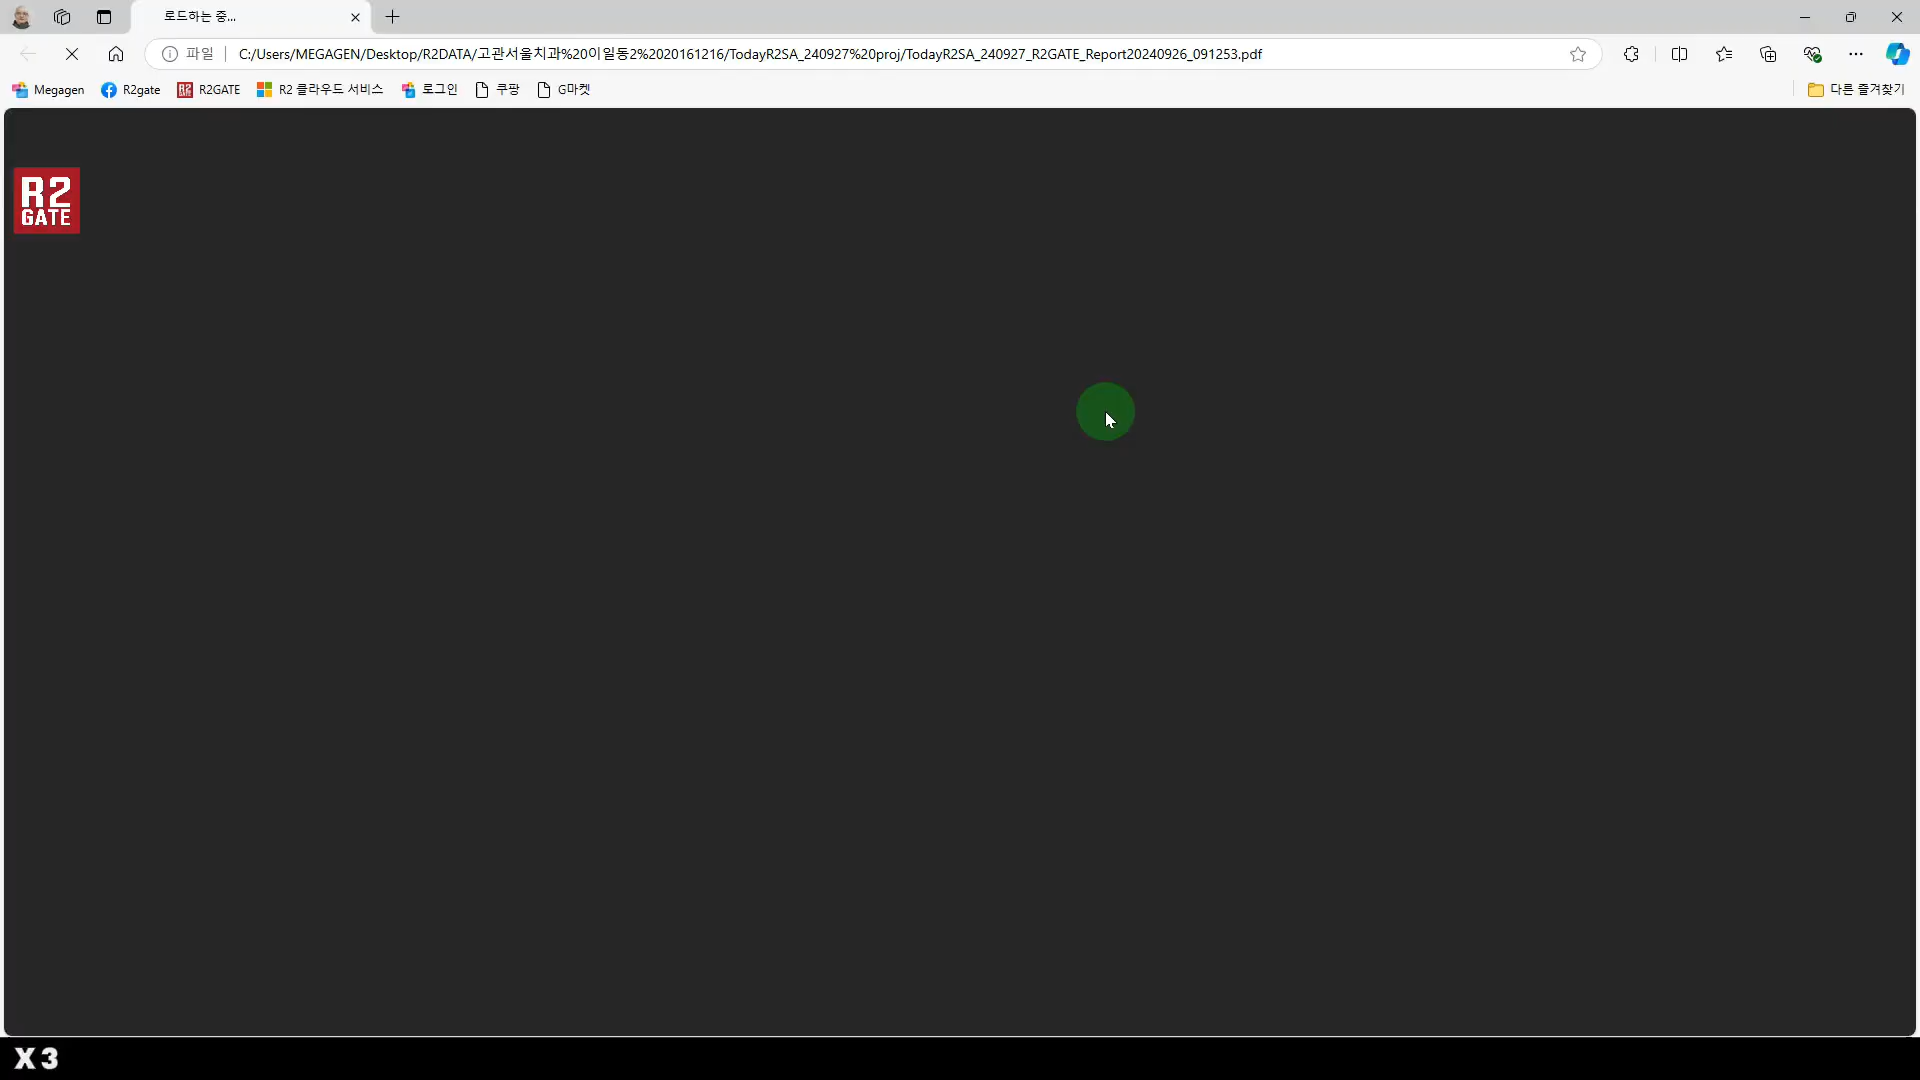 로드하는 중...
파일
C:/Users/MEGAGEN/Desktop/R2DATA/고관서울치과%20이일동2%2020161216/TodayR2SA_240927%20proj/TodayR2SA_240927_R2GATE_Report20240926_091253.pdf
Megagen
R2gate
R2GATE
R2 클라우드 서비스
로그인
쿠팡
G마켓
다른 즐겨찾기
R2
GATE
X 3